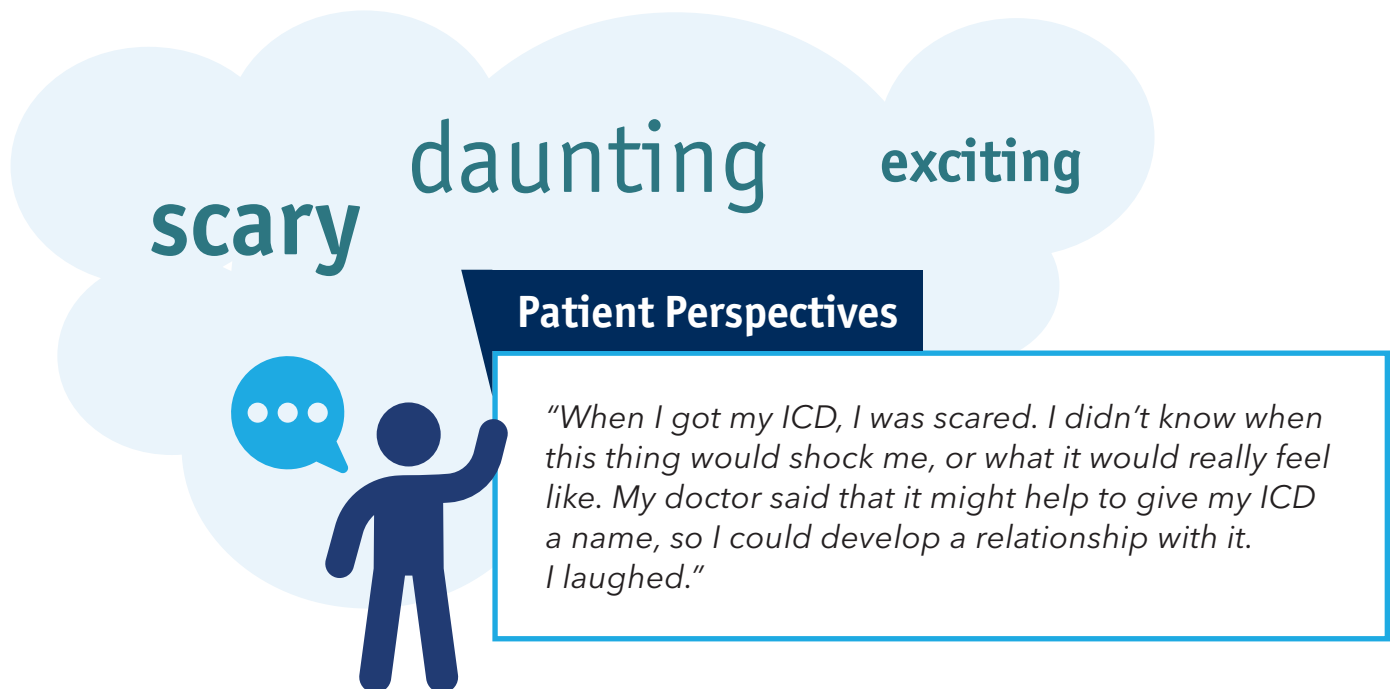 daunting
exciting
scary
Patient Perspectives
“When I got my ICD, I was scared. I didn’t know when
this thing would shock me, or what it would really feel
like. My doctor said that it might help to give my ICD
a name, so I could develop a relationship with it.
I laughed.”